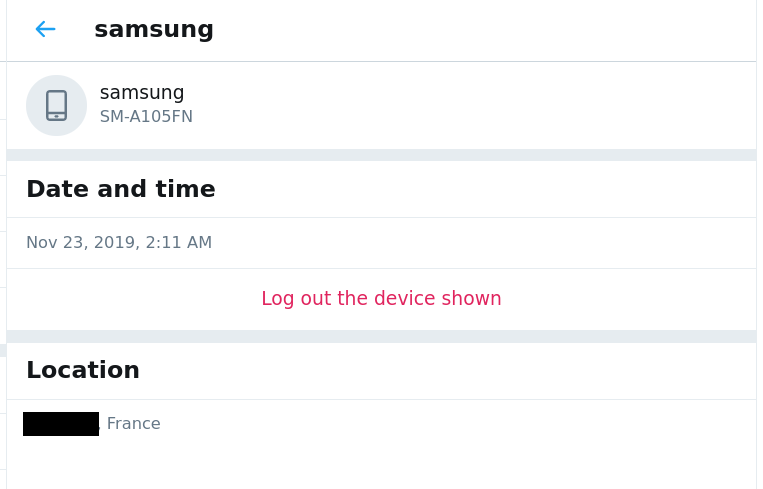 samsung
samsung
SM-A105FN
Date and time
Nov 23, 2019, 2:11 AM
Log out the device shown
Location
, France